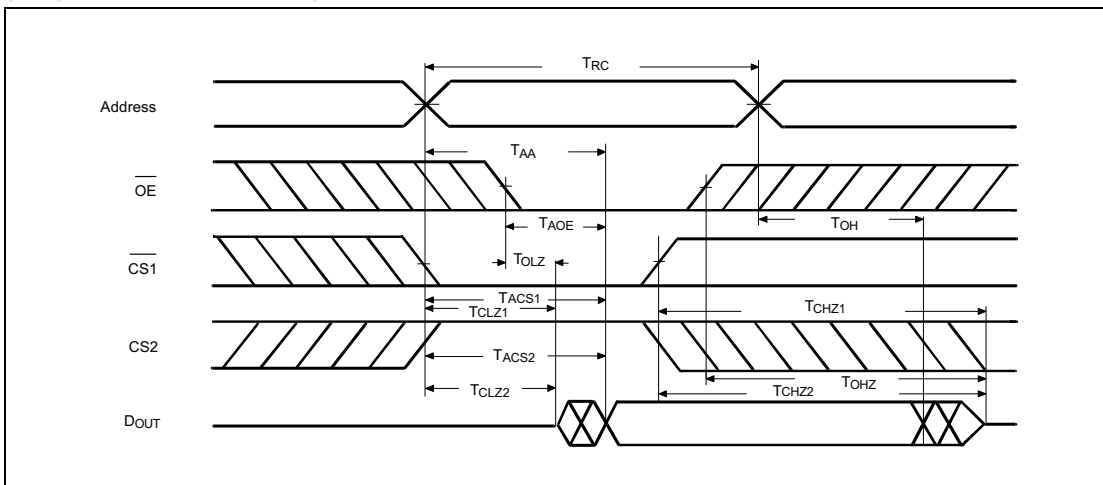 TRC
Address
TAA
OE
TAOE
TOH
TOLZ
CS1
TACS1
TCLZ1
TCHZ1
CS2
TACS2
TOHZ
TCLZ2
TCHZ2
DOUT